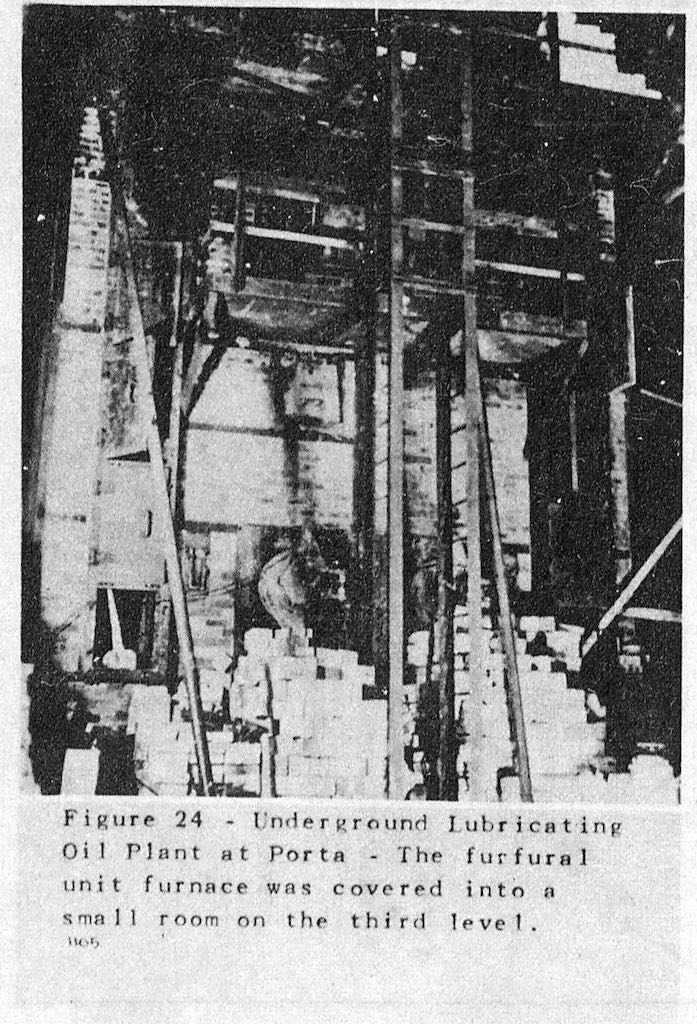 Figure 24 - Underground Lubricating
Oil Plant at Porta - The furfural
unit furnace was covered into a
small room on the third level.